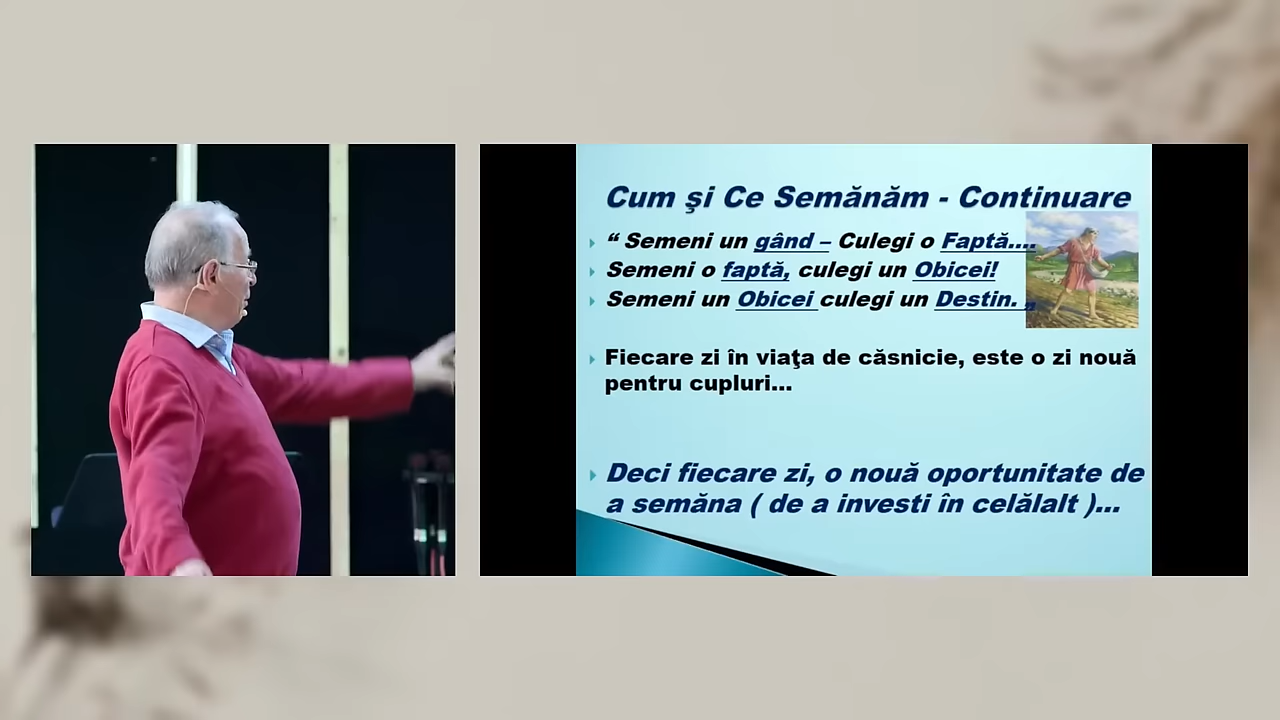 Cum şi Ce Semănăm - Continuare
“ Semeni un gând – Culegi o Faptă....
Semeni o faptă, culegi un Obicei!
Semeni un Obicei culegi un Destin. „
Fiecare zi în viaţa de căsnicie, este o zi nouă
pentru cupluri...
Deci fiecare zi, o nouă oportunitate de
a semăna ( de a investi în celălalt )...